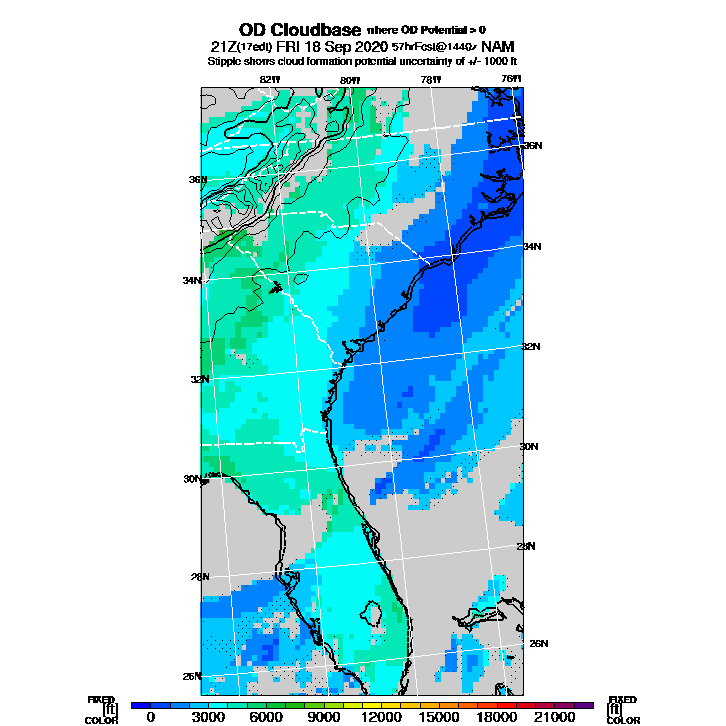 OD Cloudbase where OD Potential > 0
21Z(17edt) FRI 18 Sep 2020 57hrFcst@1440z NAM
Stipple shows cloud formation potential uncertainty of +/- 1000 ft
82W 80W 78W 76W
36N 36N
34N 34N
32N 32N
30N 30N
28N 28N
26N 26N
FIXED FIXED
[ft] [ft]
COLOR 0 3000 6000 9000 12000 15000 18000 21000 COLOR